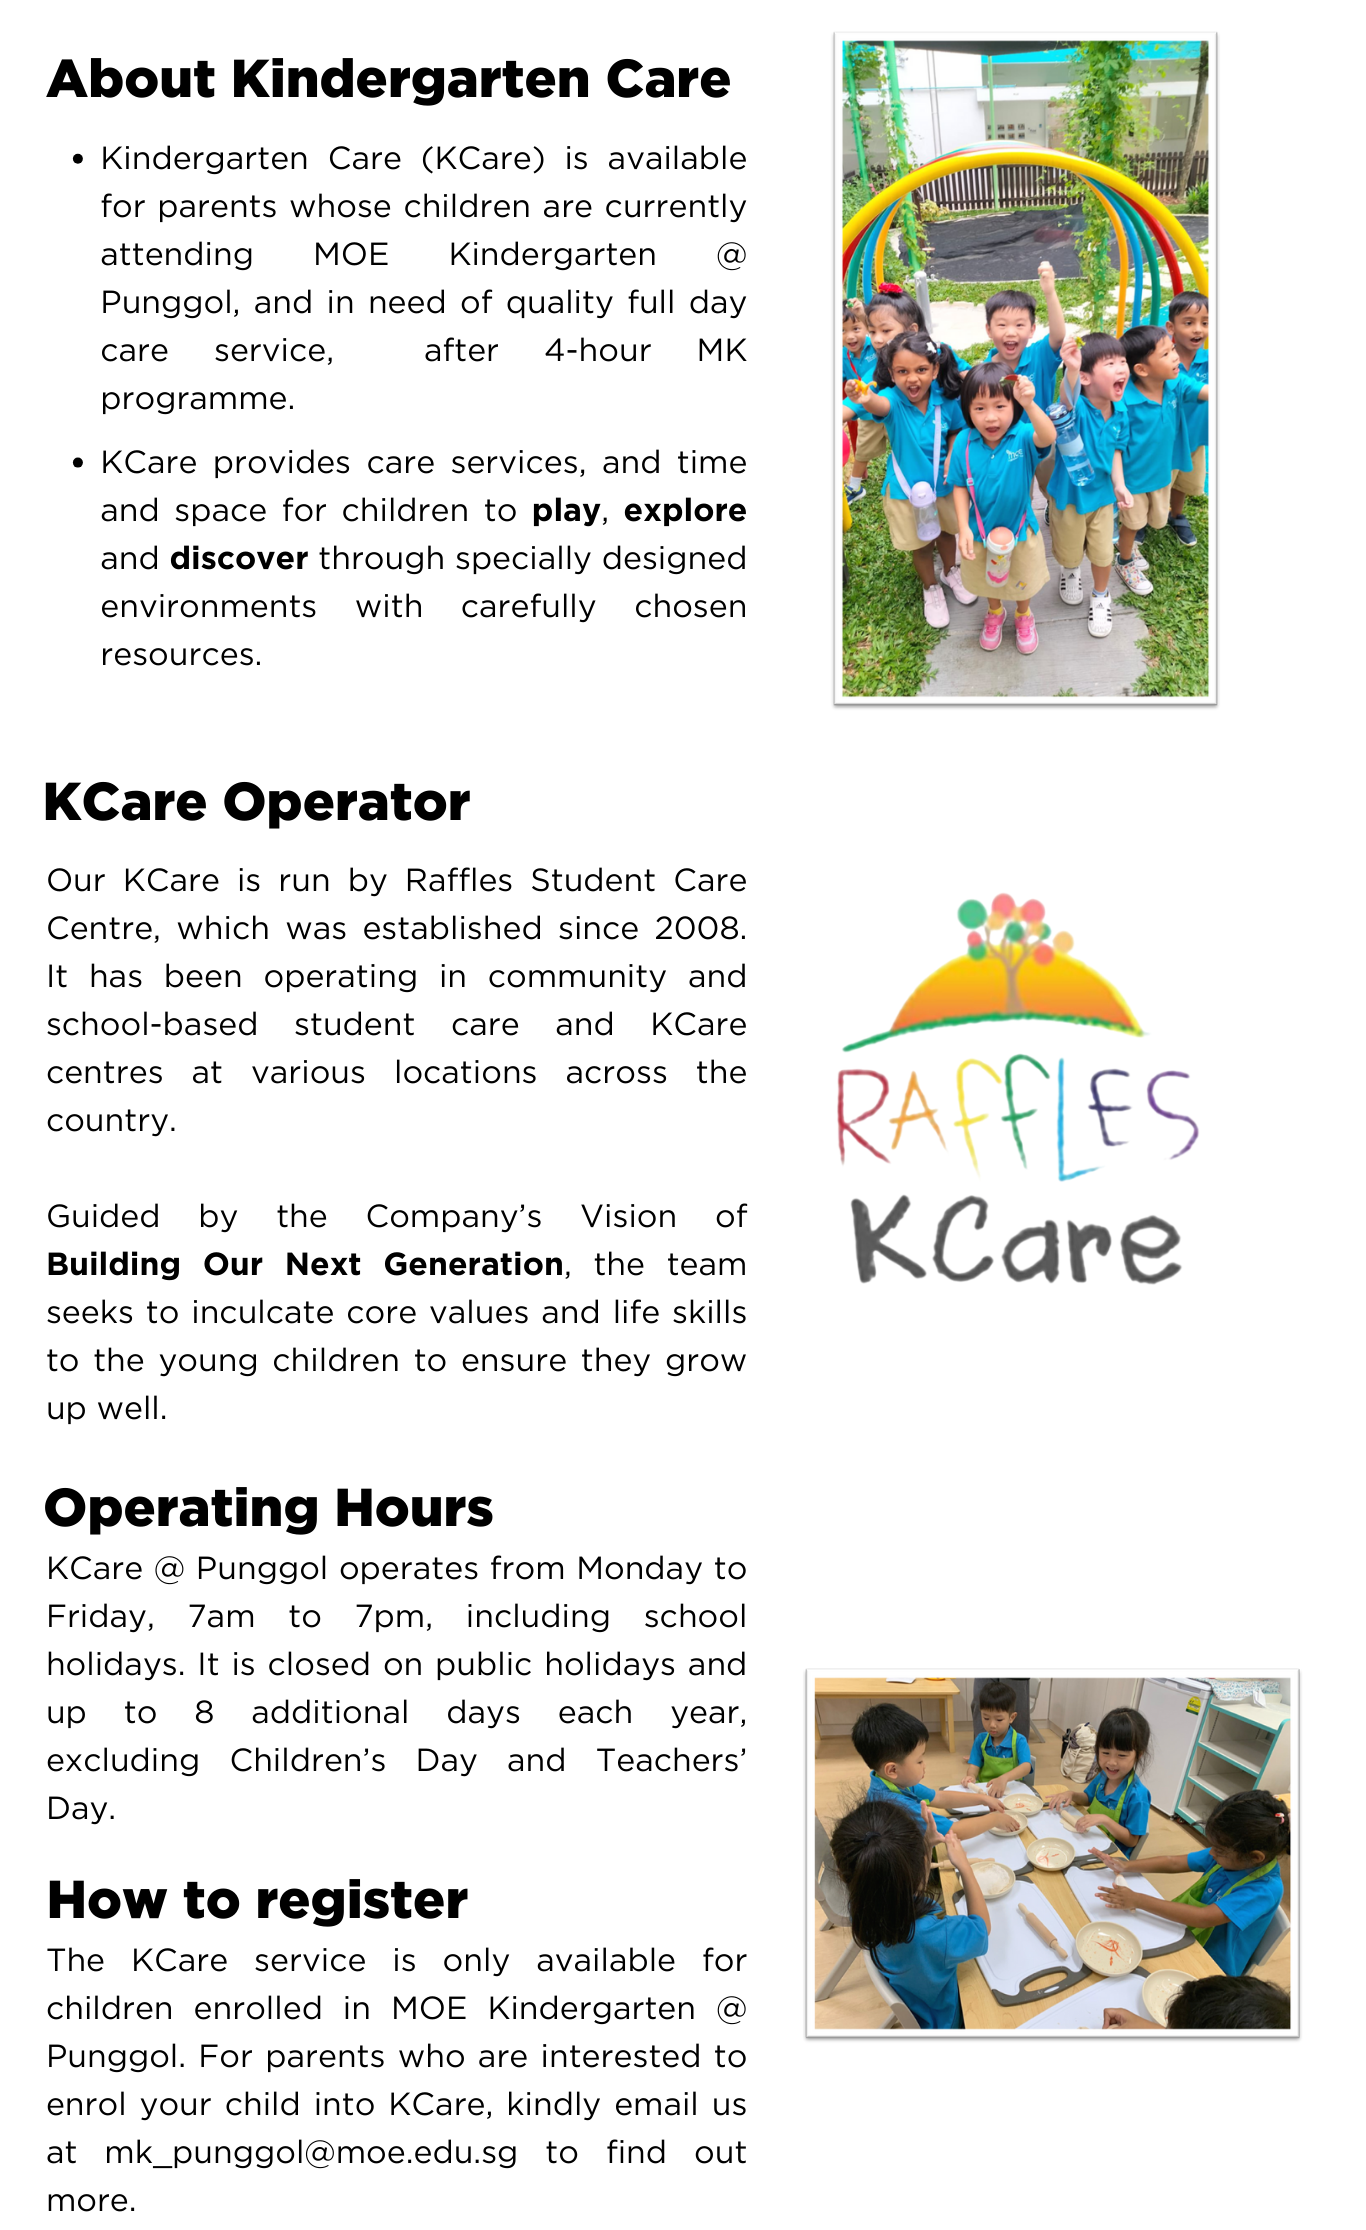 About Kindergarten Care
• Kindergarten Care (KCare) is available
for parents whose children are currently
attending MOE Kindergarten @
Punggol, and in need of quality full day
care service, after 4-hour MK
programme.
• KCare provides care services, and time
and space for children to play, explore
and discover through specially designed
environments with carefully chosen
resources.
KCare Operator
Our KCare is run by Raffles Student Care
Centre, which was established since 2008.
It has been operating in community and
school-based student care and KCare
centres at various locations across the
country.
Guided by the Company’s Vision of
Building Our Next Generation, the team
seeks to inculcate core values and life skills
to the young children to ensure they grow
up well.
RAFFLES
KCare
Operating Hours
KCare @ Punggol operates from Monday to
Friday, 7am to 7pm, including school
holidays. It is closed on public holidays and
up to 8 additional days each year,
excluding Children’s Day and Teachers’
Day.
How to register
The KCare service is only available for
children enrolled in MOE Kindergarten @
Punggol. For parents who are interested to
enrol your child into KCare, kindly email us
at mk_punggol@moe.edu.sg to find out
more.